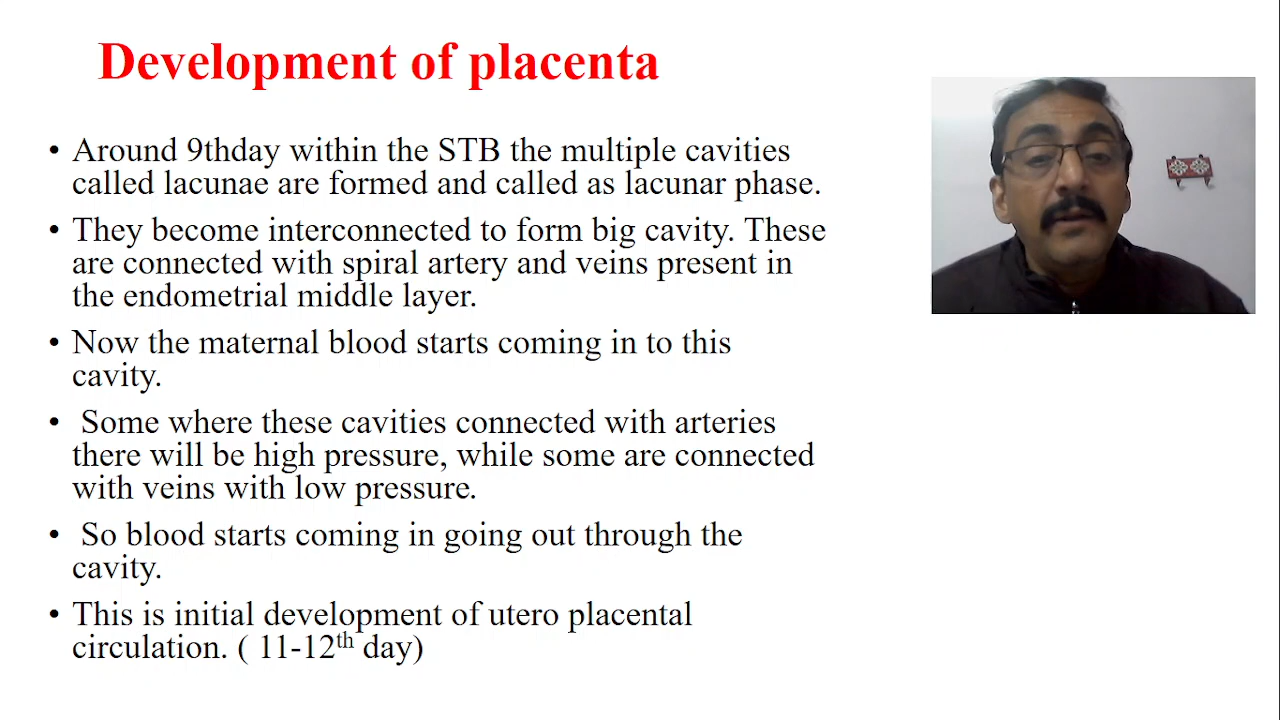 Development of placenta
• Around 9thday within the STB the multiple cavities
called lacunae are formed and called as lacunar phase.
• They become interconnected to form big cavity. These
are connected with spiral artery and veins present in
the endometrial middle layer.
• Now the maternal blood starts coming in to this
cavity.
• Some where these cavities connected with arteries
there will be high pressure, while some are connected
with veins with low pressure.
• So blood starts coming in going out through the
cavity.
• This is initial development of utero placental
circulation. ( 11-12th day)